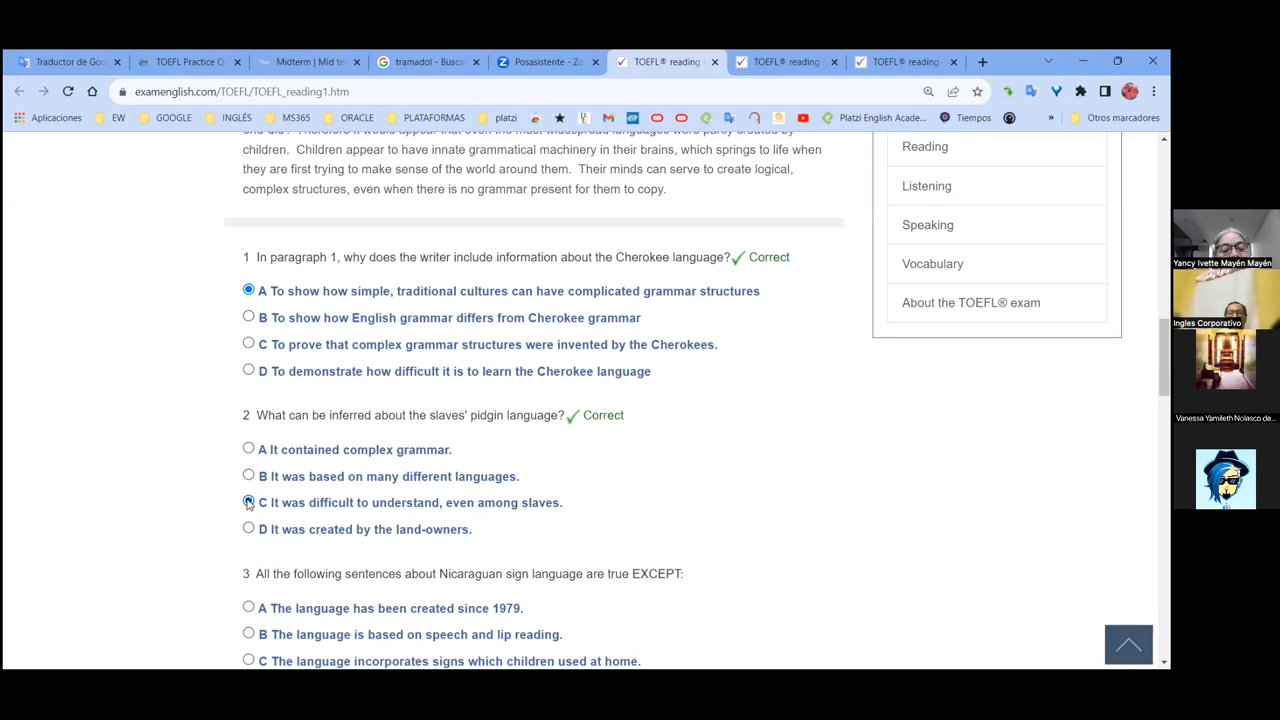 Traductor de Goo
TOEFL Practice Q
Midterm | Mid te
tramadol - Busca
Posasistente - Zo
TOEFL® reading
TOEFL® reading
TOEFL® reading
examenglish.com/TOEFL/TOEFL_reading1.htm
Aplicaciones
EW
GOOGLE
INGLÉS
MS365
ORACLE
PLATAFORMAS
platzi
Platzi English Acade...
Tiempos
»
Otros marcadores
children. Children appear to have innate grammatical machinery in their brains, which springs to life when
they are first trying to make sense of the world around them. Their minds can serve to create logical,
complex structures, even when there is no grammar present for them to copy.
1 In paragraph 1, why does the writer include information about the Cherokee language? Correct
A To show how simple, traditional cultures can have complicated grammar structures
B To show how English grammar differs from Cherokee grammar
C To prove that complex grammar structures were invented by the Cherokees.
D To demonstrate how difficult it is to learn the Cherokee language
2 What can be inferred about the slaves' pidgin language? Correct
A It contained complex grammar.
B It was based on many different languages.
C It was difficult to understand, even among slaves.
D It was created by the land-owners.
3 All the following sentences about Nicaraguan sign language are true EXCEPT:
A The language has been created since 1979.
B The language is based on speech and lip reading.
C The language incorporates signs which children used at home.
Reading
Listening
Speaking
Vocabulary
About the TOEFL® exam
Yancy Ivette Mayén Mayén
Ingles Corporativo
Vanessa Yamileth Nolasco de...